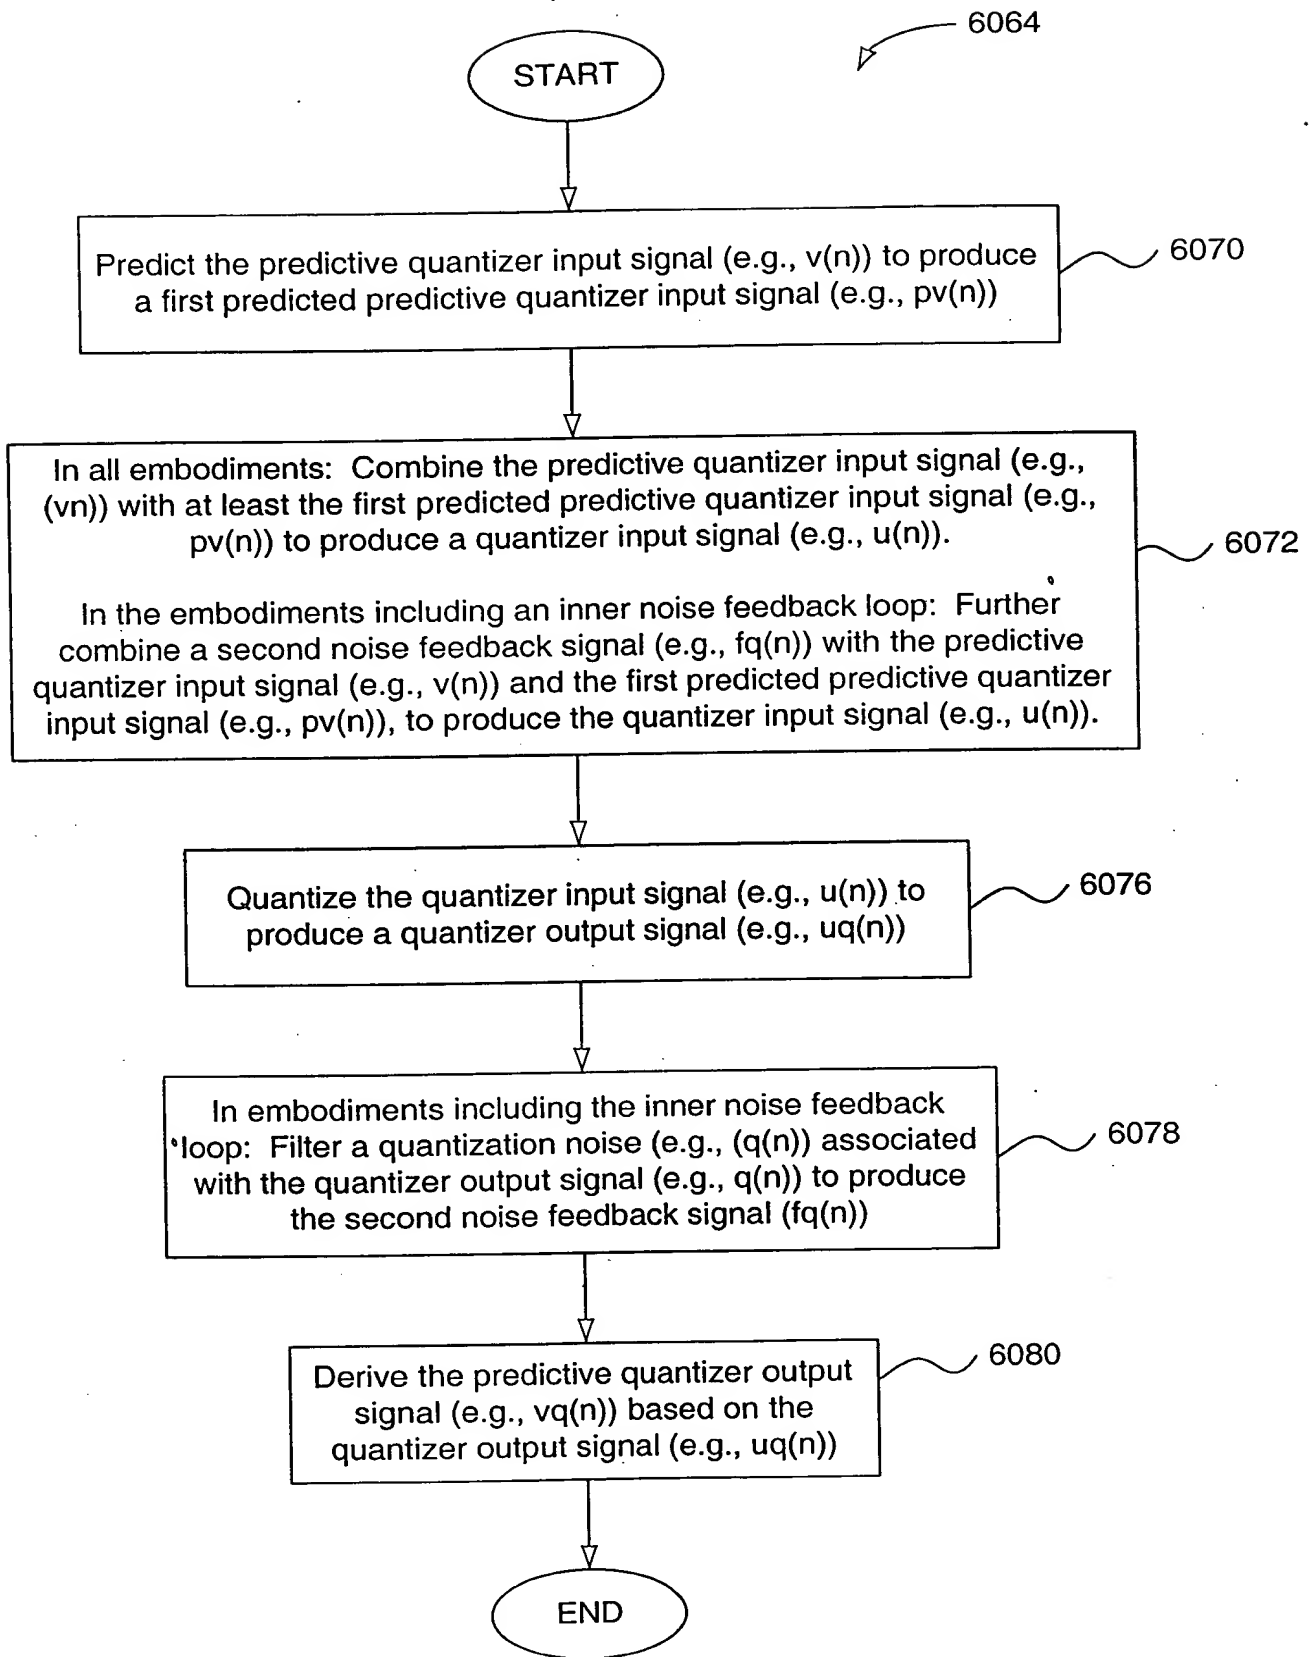 6064
START
Predict the predictive quantizer input signal (e.g., v(n)) to produce
a first predicted predictive quantizer input signal (e.g., pv(n))
6070
In all embodiments: Combine the predictive quantizer input signal (e.g.,
(vn)) with at least the first predicted predictive quantizer input signal (e.g.,
pv(n)) to produce a quantizer input signal (e.g., u(n)).
6072
In the embodiments including an inner noise feedback loop: Further
combine a second noise feedback signal (e.g., fq(n)) with the predictive
quantizer input signal (e.g., v(n)) and the first predicted predictive quantizer
input signal (e.g., pv(n)), to produce the quantizer input signal (e.g., u(n)).
Quantize the quantizer input signal (e.g., u(n)) to
produce a quantizer output signal (e.g., uq(n))
6076
In embodiments including the inner noise feedback
loop: Filter a quantization noise (e.g., (q(n)) associated
with the quantizer output signal (e.g., q(n)) to produce
the second noise feedback signal (fq(n))
6078
Derive the predictive quantizer output
signal (e.g., vq(n)) based on the
quantizer output signal (e.g., uq(n))
6080
END